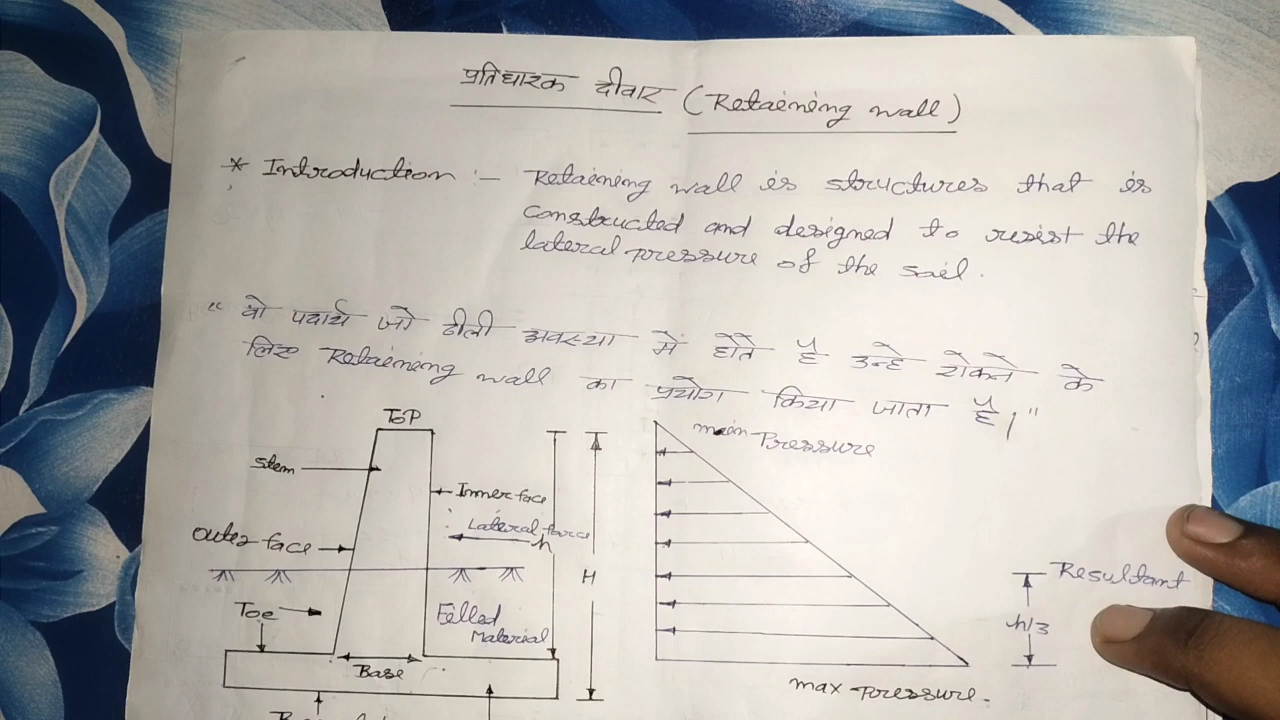 प्रतिधारक दीवार (Retaining wall)
* Introduction :- Retaining wall is structures that is
constructed and designed to resist the
lateral pressure of the soil.
“ वो पदार्थ जो ढीली अवस्था में होते है उन्हे रोकने के
लिए Retaining wall का प्रयोग किया जाता है।”
TOP
Stem
Inner face
Lateral force
h
Outer face
H
Toe
Filled
Material
Base
min Pressure
Resultant
h/3
max pressure.